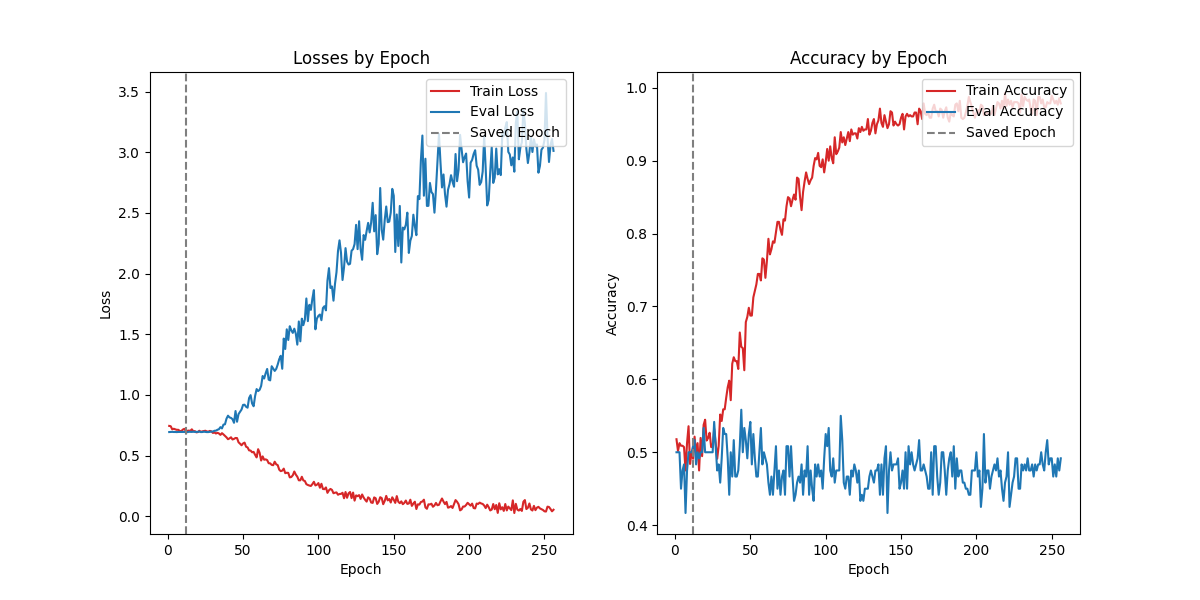 Losses by Epoch
Train Loss
Eval Loss
Saved Epoch
3.5
3.0
2.5
2.0
1.5
1.0
0.5
0.0
Loss
0 50 100 150 200 250
Epoch
Accuracy by Epoch
Train Accuracy
Eval Accuracy
Saved Epoch
1.0
0.9
0.8
0.7
0.6
0.5
0.4
Accuracy
0 50 100 150 200 250
Epoch